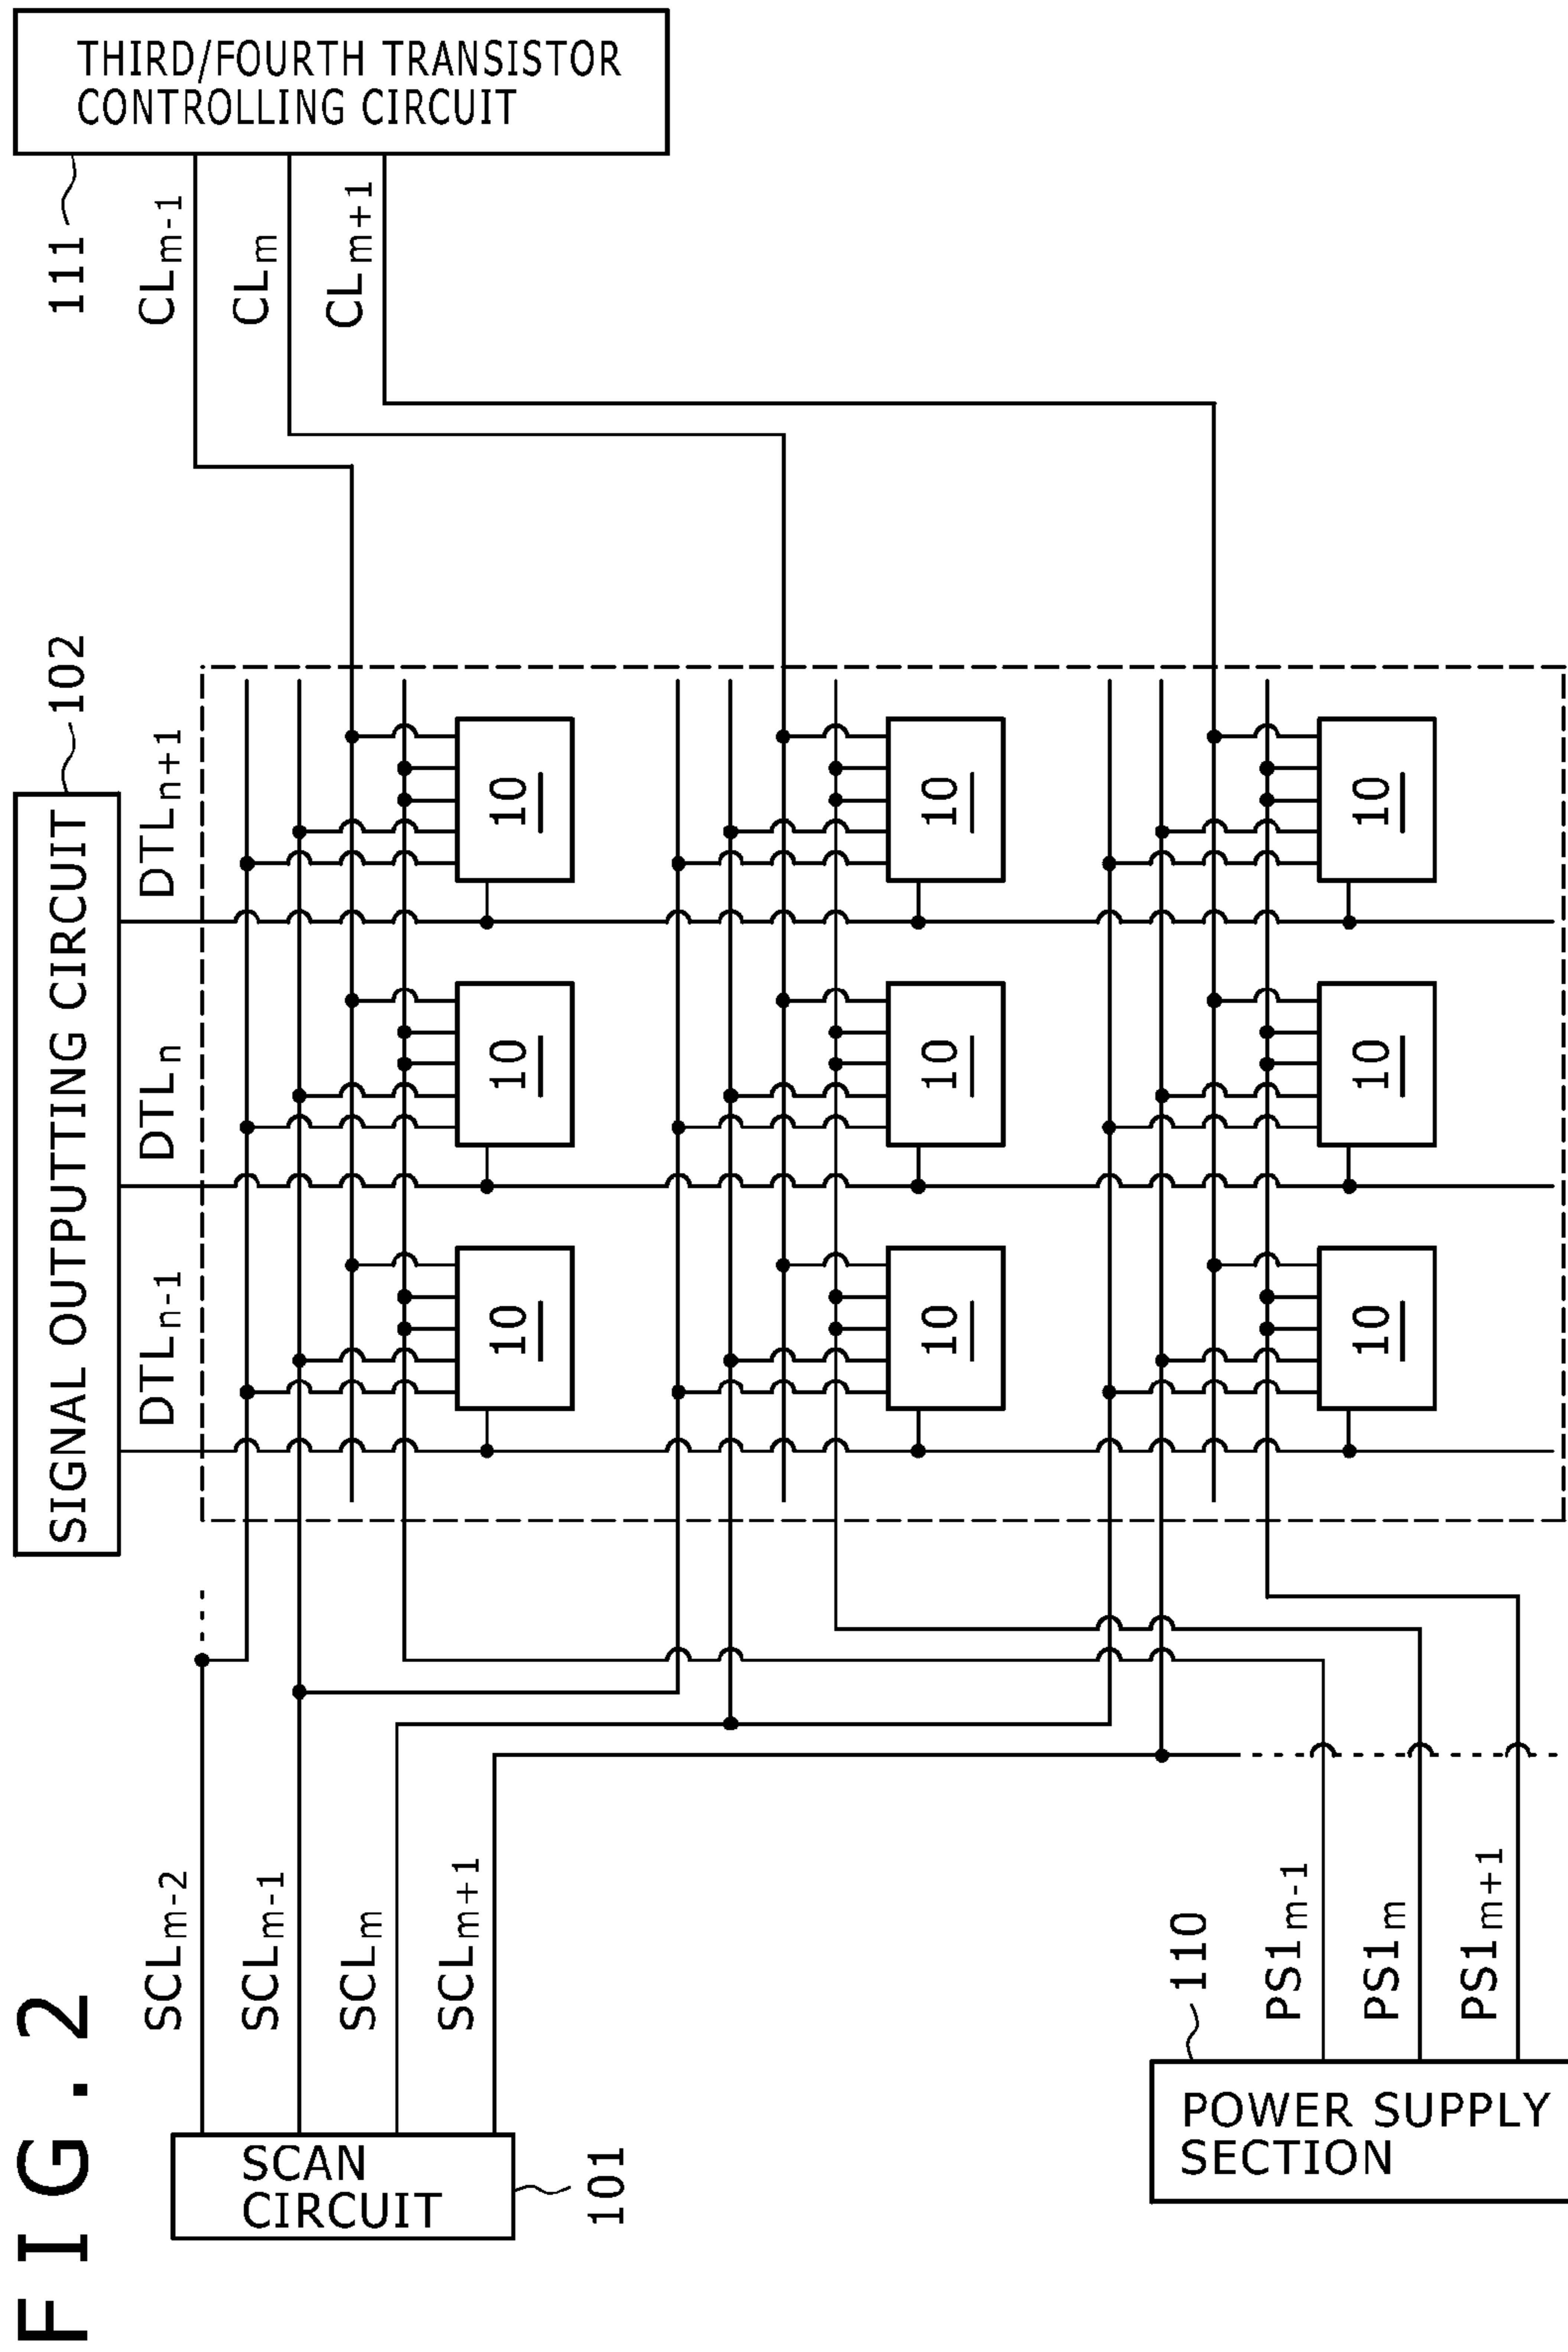 FIG.2
THIRD/FOURTH TRANSISTOR
CONTROLLING CIRCUIT
111
CLm-1
CLm
CLm+1
SIGNAL OUTPUTTING CIRCUIT
102
DTLn-1
DTLn
DTLn+1
SCAN
CIRCUIT
101
SCLm-2
SCLm-1
SCLm
SCLm+1
10
10
10
10
10
10
10
10
10
POWER SUPPLY
SECTION
110
PS1m-1
PS1m
PS1m+1